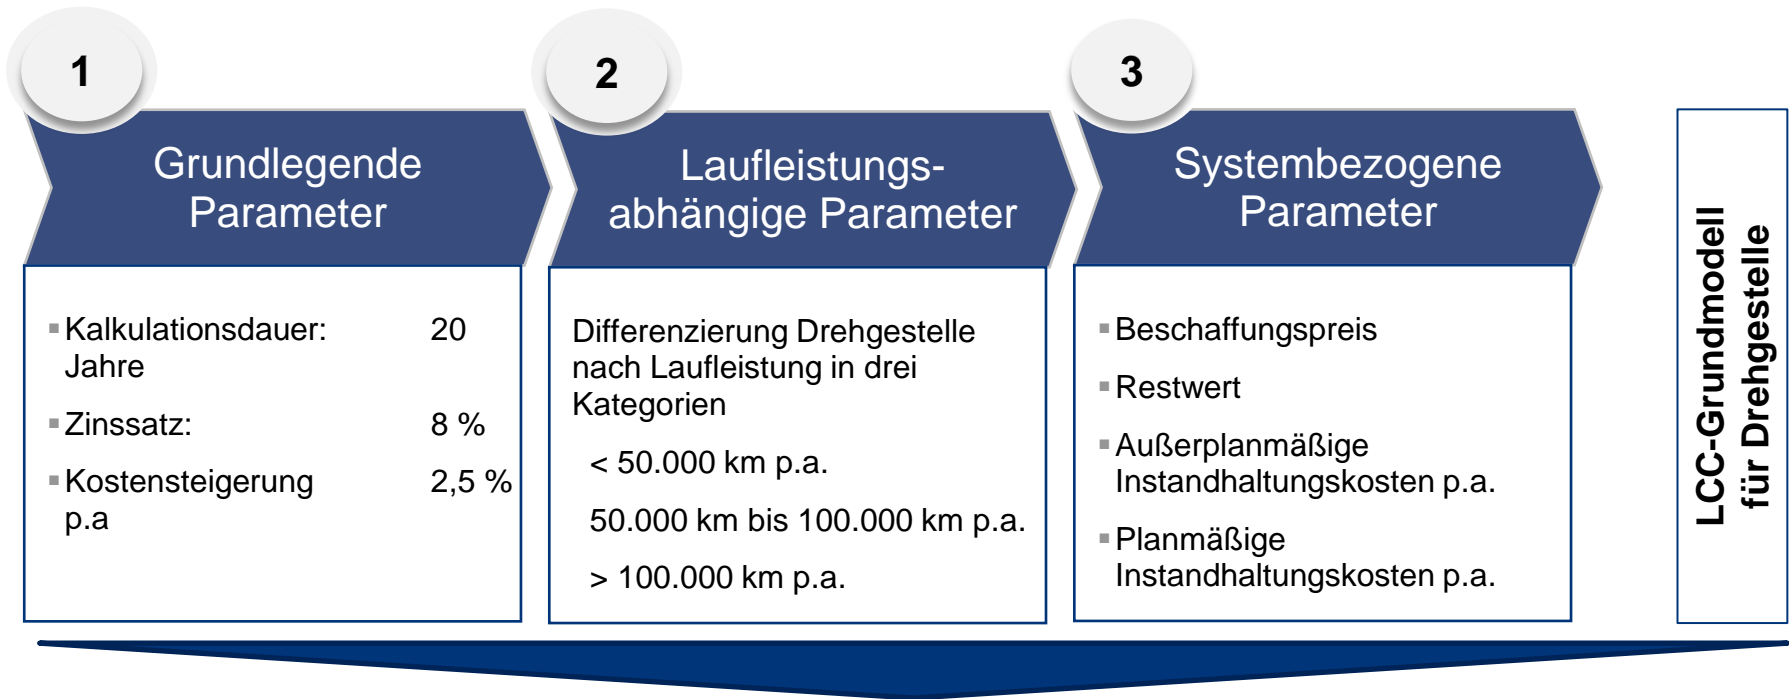 1
Grundlegende
Parameter
▪Kalkulationsdauer: 20
Jahre
▪Zinssatz: 8 %
▪Kostensteigerung 2,5 %
p.a
2
Laufleistungs-
abhängige Parameter
Differenzierung Drehgestelle
nach Laufleistung in drei
Kategorien
< 50.000 km p.a.
50.000 km bis 100.000 km p.a.
> 100.000 km p.a.
3
Systembezogene
Parameter
▪Beschaffungspreis
▪Restwert
▪Außerplanmäßige
Instandhaltungskosten p.a.
▪Planmäßige
Instandhaltungskosten p.a.
LCC-Grundmodell
für Drehgestelle